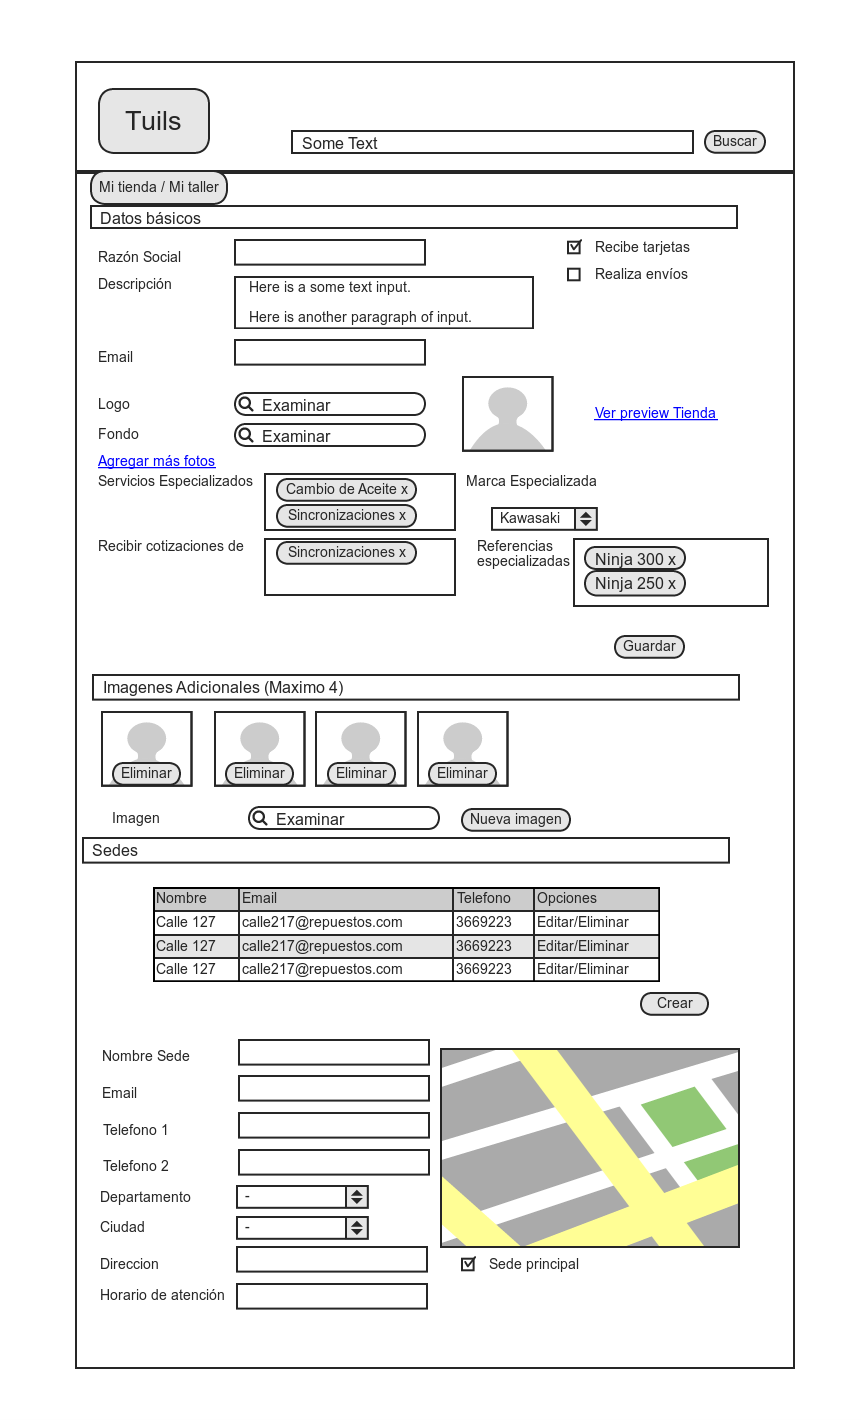 Tuils
Some Text
Buscar
Mi tienda / Mi taller
Datos básicos
Razón Social
Recibe tarjetas
Descripción
Here is a some text input.
Here is another paragraph of input.
Realiza envíos
Email
Logo
Examinar
Ver preview Tienda
Fondo
Examinar
Agregar más fotos
Servicios Especializados
Cambio de Aceite x
Sincronizaciones x
Marca Especializada
Kawasaki
Recibir cotizaciones de
Sincronizaciones x
Referencias
especializadas
Ninja 300 x
Ninja 250 x
Guardar
Imagenes Adicionales (Maximo 4)
Eliminar
Eliminar
Eliminar
Eliminar
Imagen
Examinar
Nueva imagen
Sedes
Nombre Email Telefono Opciones
Calle 127 calle217@repuestos.com 3669223 Editar/Eliminar
Calle 127 calle217@repuestos.com 3669223 Editar/Eliminar
Calle 127 calle217@repuestos.com 3669223 Editar/Eliminar
Crear
Nombre Sede
Email
Telefono 1
Telefono 2
Departamento -
Ciudad -
Direccion
Sede principal
Horario de atención